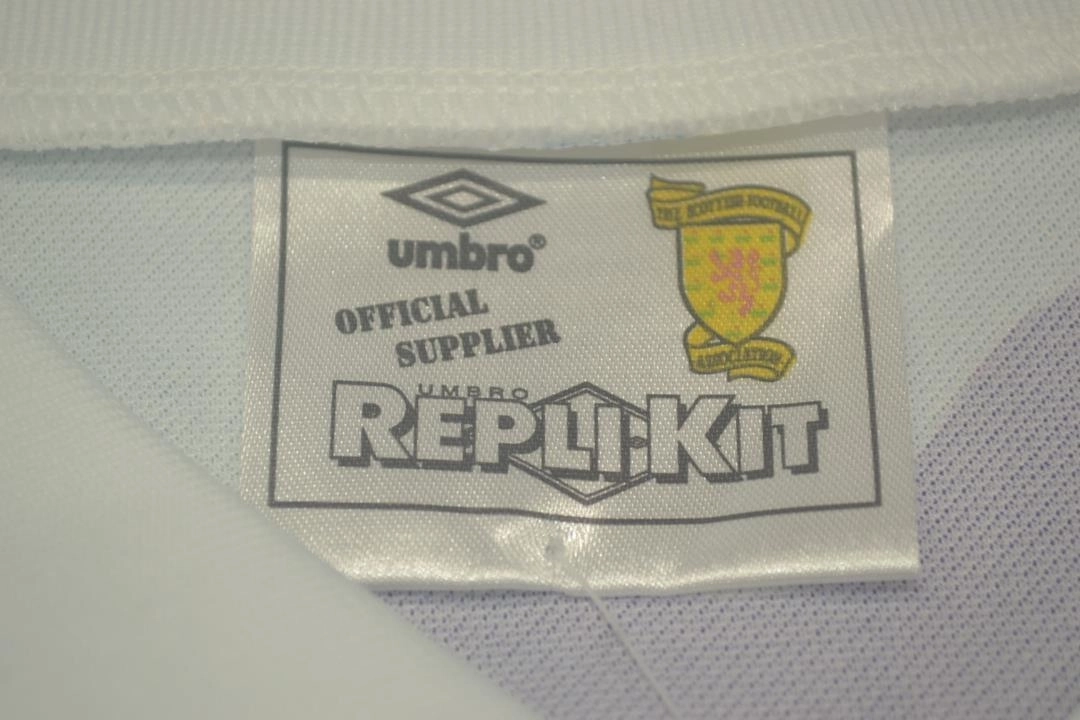 umbro®
OFFICIAL
SUPPLIER
THE SCOTTISH FOOTBALL
ASSOCIATION
UMBRO
REPLI-KIT